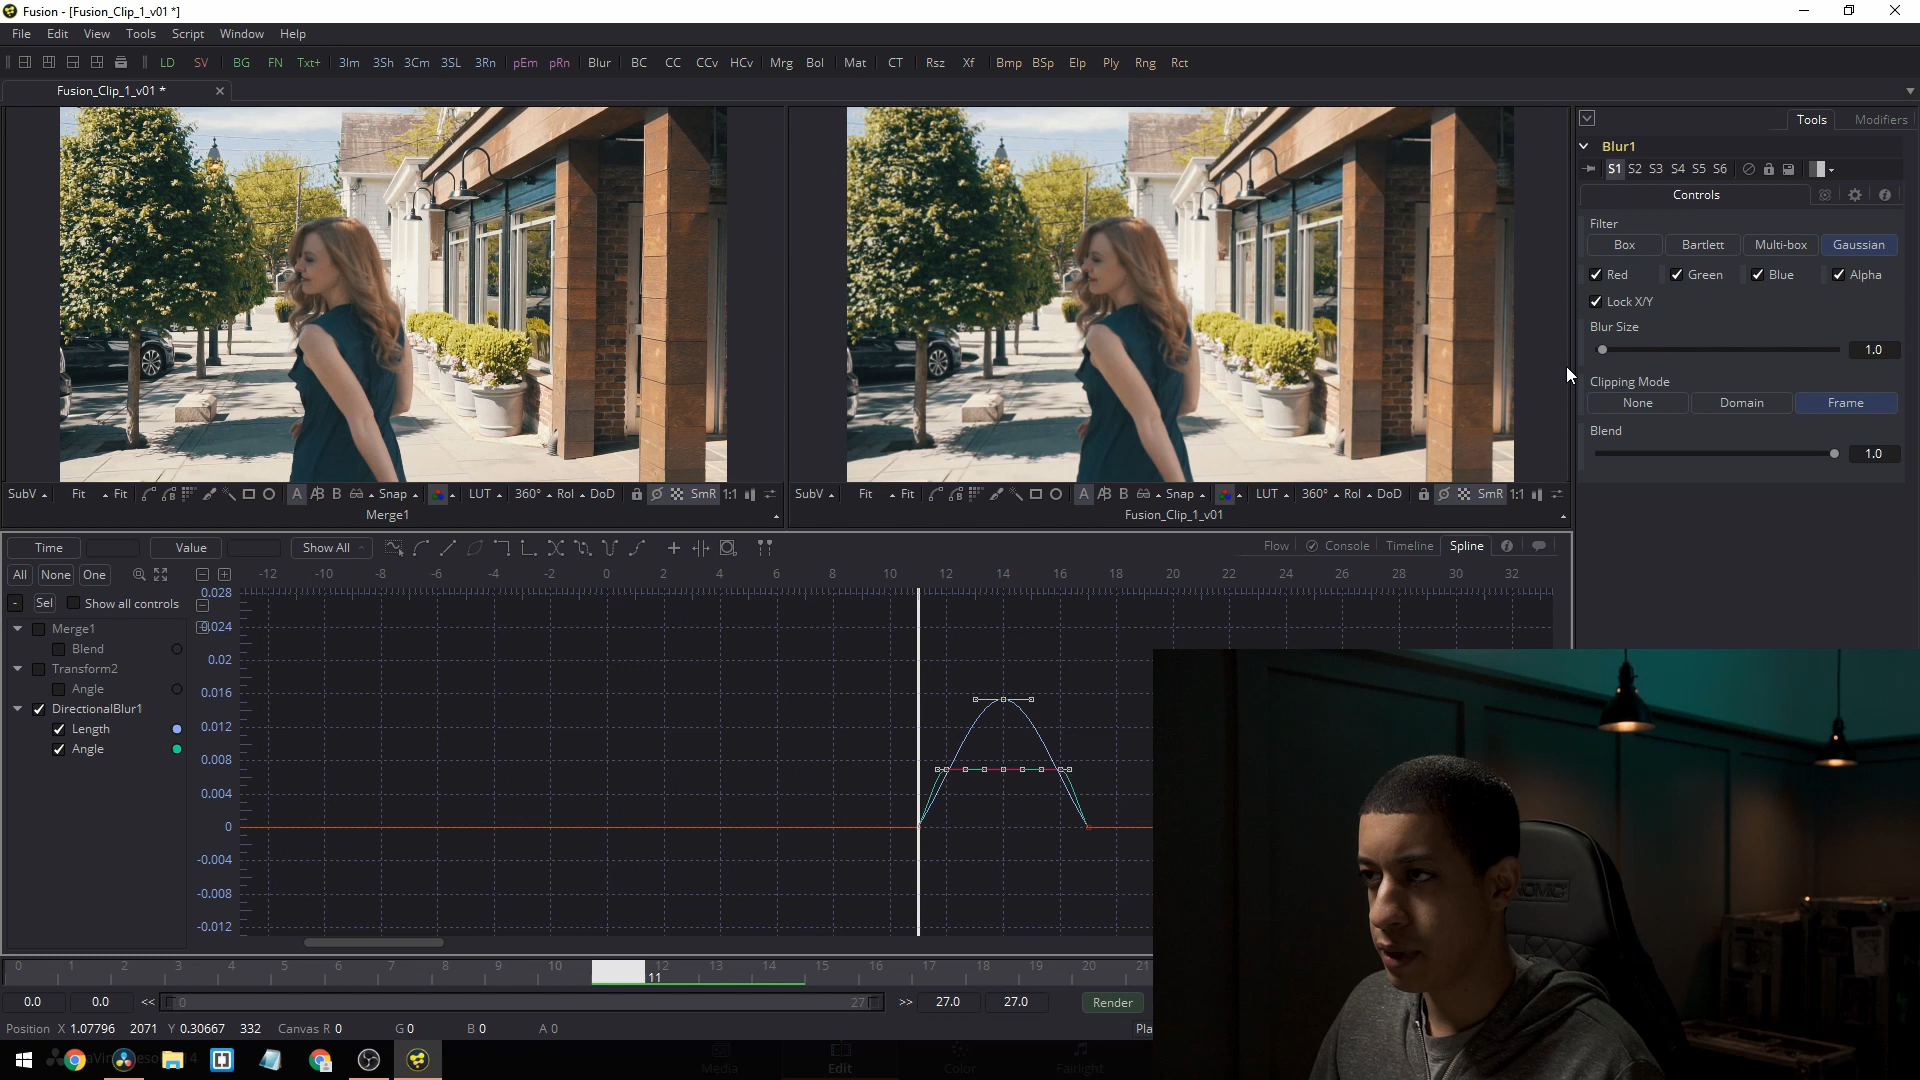 Fusion - [Fusion_Clip_1_v01 *]
File Edit View Tools Script Window Help
LD SV BG FN Txt+ 3Im 3Sh 3Cm 3SL 3Rn pEm pRn Blur BC CC CCv HCv Mrg Bol Mat CT Rsz Xf Bmp BSp Elp Ply Rng Rct
Fusion_Clip_1_v01 *
Tools Modifiers
Blur1
S1 S2 S3 S4 S5 S6
Controls
Filter
Box Bartlett Multi-box Gaussian
Red Green Blue Alpha
Lock X/Y
Blur Size
1.0
Clipping Mode
None Domain Frame
Blend
1.0
SubV Fit Fit A B Snap LUT 360° RoI DoD SmR 1:1
Merge1
SubV Fit Fit A B Snap LUT 360° RoI DoD SmR 1:1
Fusion_Clip_1_v01
Time Value Show All
Flow Console Timeline Spline
All None One
-12 -10 -8 -6 -4 -2 0 2 4 6 8 10 12 14 16 18 20 22 24 26 28 30 32
- Sel Show all controls
Merge1
Blend
Transform2
Angle
DirectionalBlur1
Length
Angle
0.028
0.024
0.02
0.016
0.012
0.008
0.004
0
-0.004
-0.008
-0.012
0 1 2 3 4 5 6 7 8 9 10 11 12 13 14 15 16 17 18 19 20 21
0.0 0.0 << 0 27 >> 27.0 27.0 Render
Position X 1.07796 2071 Y 0.30667 332 Canvas R 0 G 0 B 0 A 0 Pla
Media Edit Color Fairlight